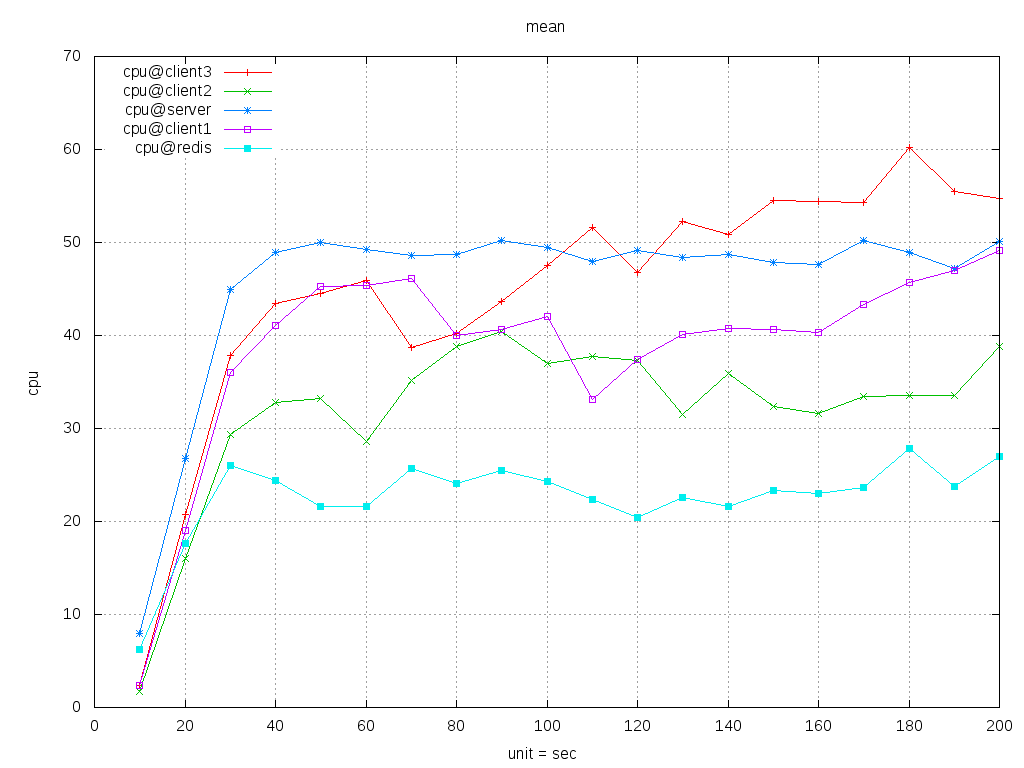 mean
70
60
50
40
30
20
10
0
cpu
cpu@client3
cpu@client2
cpu@server
cpu@client1
cpu@redis
0 20 40 60 80 100 120 140 160 180 200
unit = sec